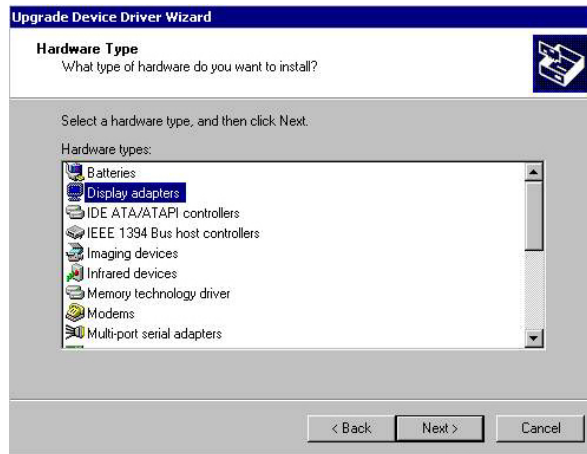 Upgrade Device Driver Wizard
Hardware Type
What type of hardware do you want to install?
Select a hardware type, and then click Next.
Hardware types:
Batteries
Display adapters
IDE ATA/ATAPI controllers
IEEE 1394 Bus host controllers
Imaging devices
Infrared devices
Memory technology driver
Modems
Multi-port serial adapters
< Back Next > Cancel